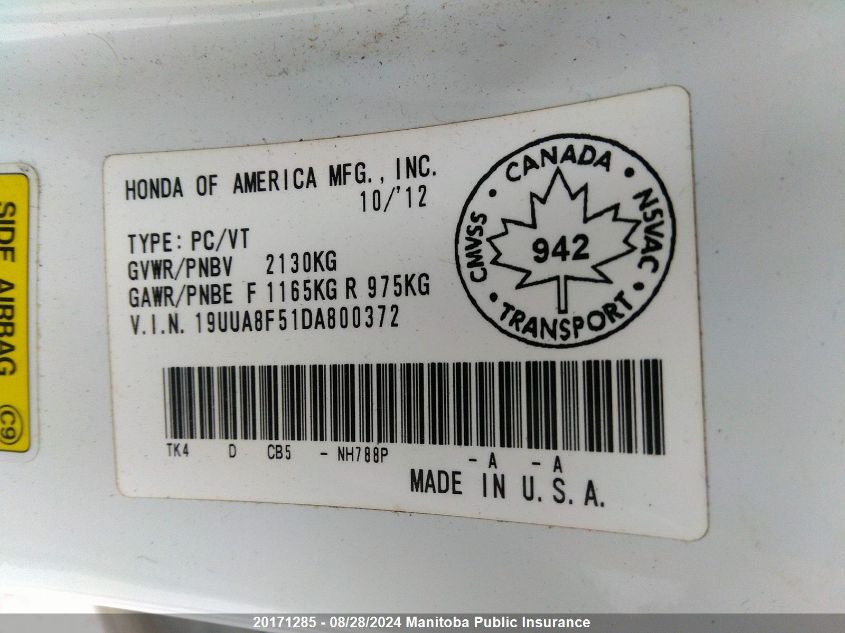 HONDA OF AMERICA MFG., INC.
10/'12
TYPE: PC/VT
GVWR/PNBV 2130KG
GAWR/PNBE F 1165KG R 975KG
V.I.N. 19UUA8F51DA800372
CANADA
CMVSS 942 NSVAC
TRANSPORT
TK4 D CB5 - NH788P - A - A
MADE IN U.S.A.
SIDE AIRBAG C9
20171285 - 08/28/2024 Manitoba Public Insurance